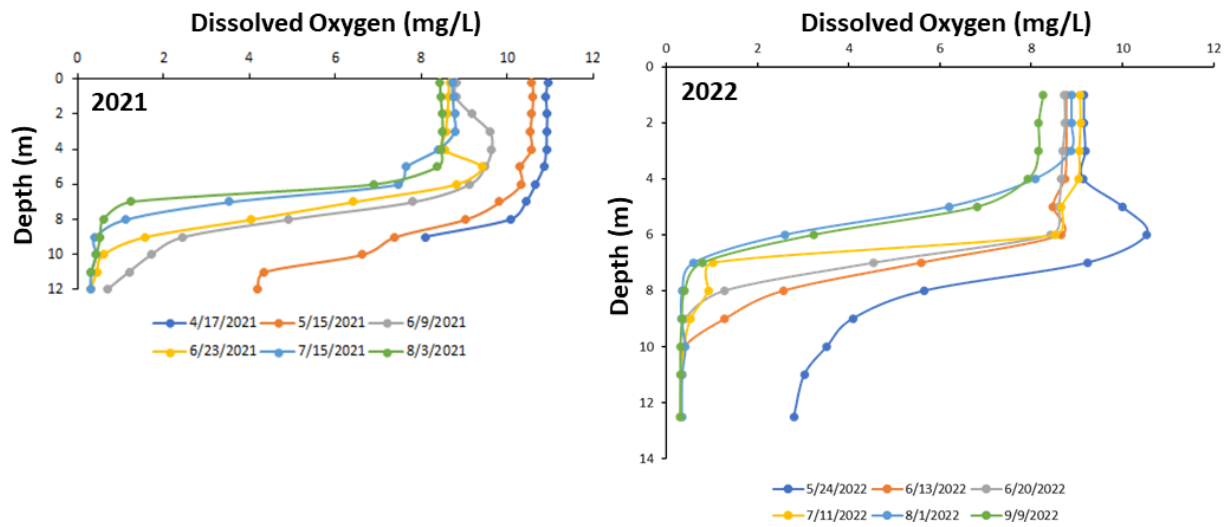 Dissolved Oxygen (mg/L)
0 2 4 6 8 10 12
0
2
4
6
8
10
12
2021
Depth (m)
4/17/2021 5/15/2021 6/9/2021
6/23/2021 7/15/2021 8/3/2021
Dissolved Oxygen (mg/L)
0 2 4 6 8 10 12
0
2
4
6
8
10
12
14
2022
Depth (m)
5/24/2022 6/13/2022 6/20/2022
7/11/2022 8/1/2022 9/9/2022